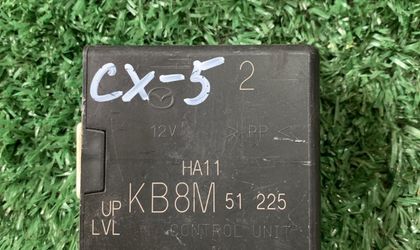 CX-5 2
12V >PP<
HA11
UP KB8M 51 225
LVL CONTROL UNIT